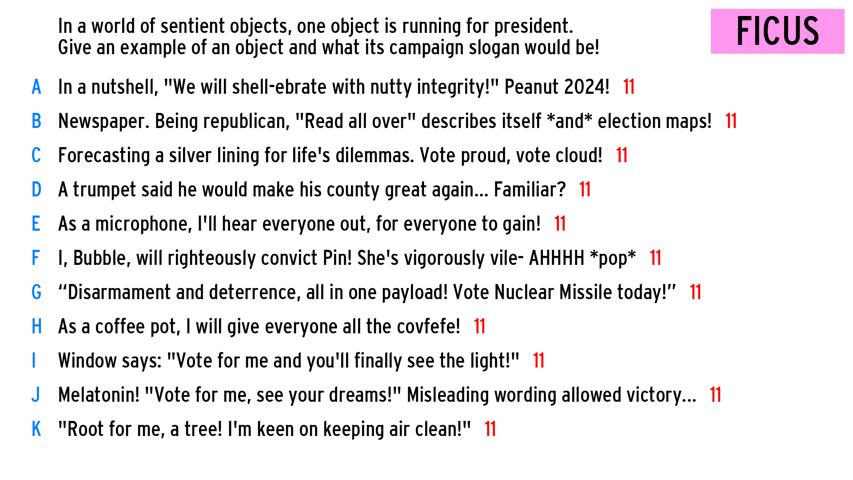 In a world of sentient objects, one object is running for president.
Give an example of an object and what its campaign slogan would be!
FICUS
A In a nutshell, "We will shell-ebrate with nutty integrity!" Peanut 2024! 11
B Newspaper. Being republican, "Read all over" describes itself *and* election maps! 11
C Forecasting a silver lining for life's dilemmas. Vote proud, vote cloud! 11
D A trumpet said he would make his county great again... Familiar? 11
E As a microphone, I'll hear everyone out, for everyone to gain! 11
F I, Bubble, will righteously convict Pin! She's vigorously vile- AHHHH *pop* 11
G “Disarmament and deterrence, all in one payload! Vote Nuclear Missile today!” 11
H As a coffee pot, I will give everyone all the covfefe! 11
I Window says: "Vote for me and you'll finally see the light!" 11
J Melatonin! "Vote for me, see your dreams!" Misleading wording allowed victory... 11
K "Root for me, a tree! I'm keen on keeping air clean!" 11